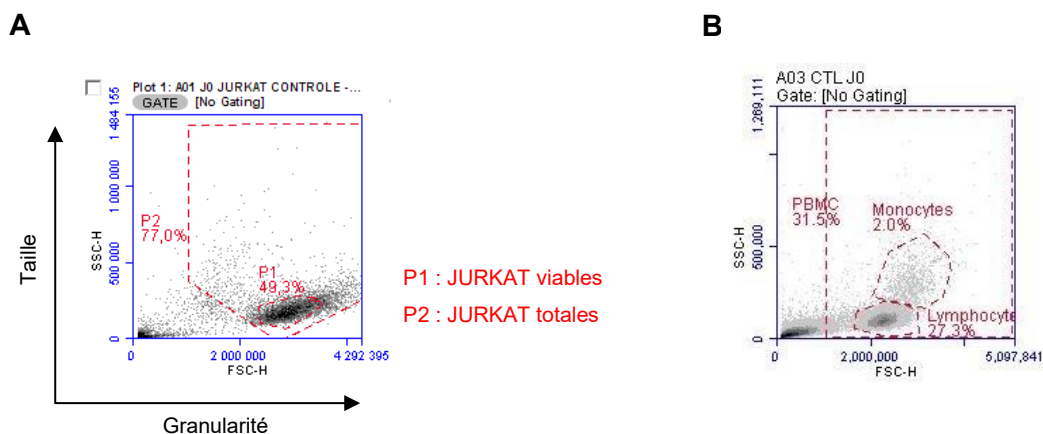 A
Plot 1: A01 J0 JURKAT CONTROLE -...
GATE [No Gating]
1 484 155
1 000 000
500 000
0
SSC-H
P2
77,0%
P1
49,3%
0
2 000 000
4 292 395
FSC-H
Taille
Granularité
P1 : JURKAT viables
P2 : JURKAT totales
B
A03 CTL J0
Gate: [No Gating]
1,269,111
500,000
0
SSC-H
PBMC
31.5%
Monocytes
2.0%
Lymphocyte
27.3%
0
2,000,000
5,097,841
FSC-H